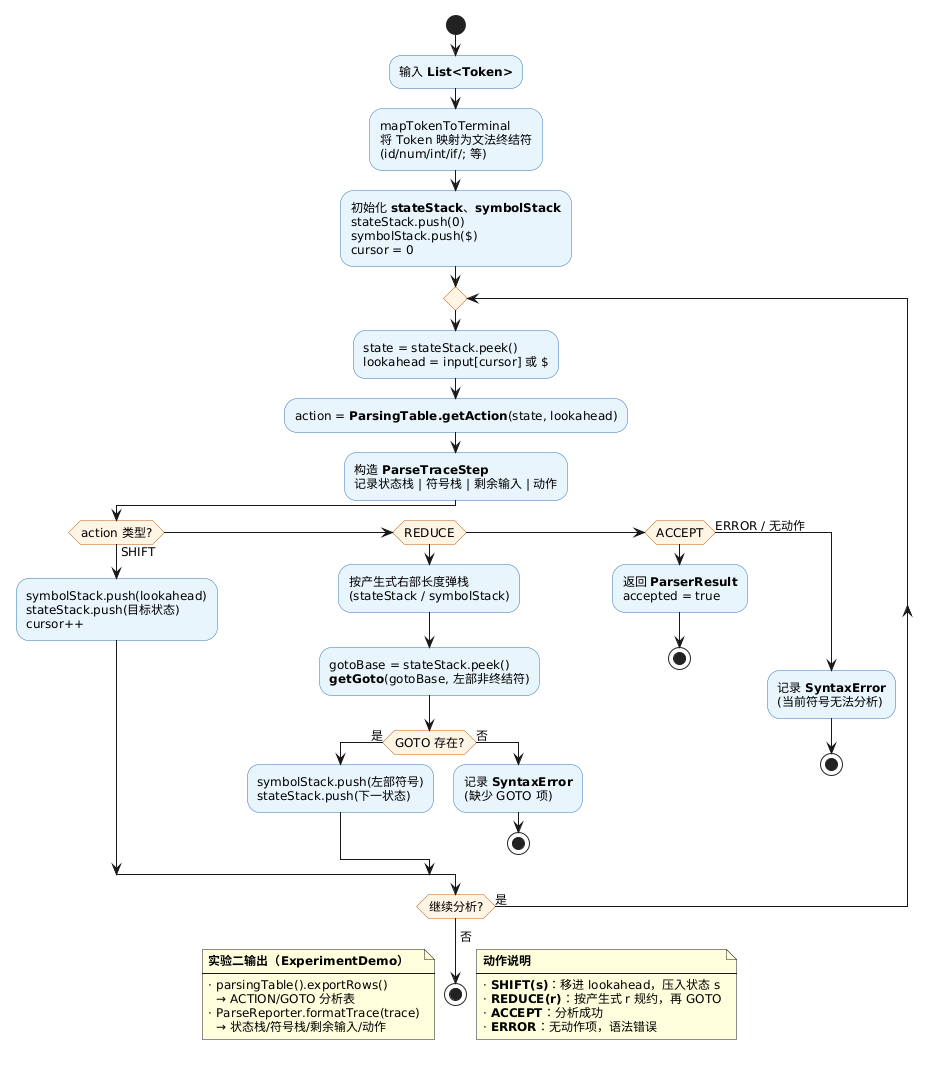 输入 List<Token>
mapTokenToTerminal
将 Token 映射为文法终结符
(id/num/int/if/; 等)
初始化 stateStack、symbolStack
stateStack.push(0)
symbolStack.push($)
cursor = 0
state = stateStack.peek()
lookahead = input[cursor] 或 $
action = ParsingTable.getAction(state, lookahead)
构造 ParseTraceStep
记录状态栈 | 符号栈 | 剩余输入 | 动作
action 类型?
SHIFT
symbolStack.push(lookahead)
stateStack.push(目标状态)
cursor++
REDUCE
按产生式右部长度弹栈
(stateStack / symbolStack)
gotoBase = stateStack.peek()
getGoto(gotoBase, 左部非终结符)
GOTO 存在?
是
symbolStack.push(左部符号)
stateStack.push(下一状态)
否
记录 SyntaxError
(缺少 GOTO 项)
ACCEPT
返回 ParserResult
accepted = true
ERROR / 无动作
记录 SyntaxError
(当前符号无法分析)
继续分析?
是
否
实验二输出（ExperimentDemo）
· parsingTable().exportRows()
→ ACTION/GOTO 分析表
· ParseReporter.formatTrace(trace)
→ 状态栈/符号栈/剩余输入/动作
动作说明
· SHIFT(s)：移进 lookahead，压入状态 s
· REDUCE(r)：按产生式 r 规约，再 GOTO
· ACCEPT：分析成功
· ERROR：无动作项，语法错误